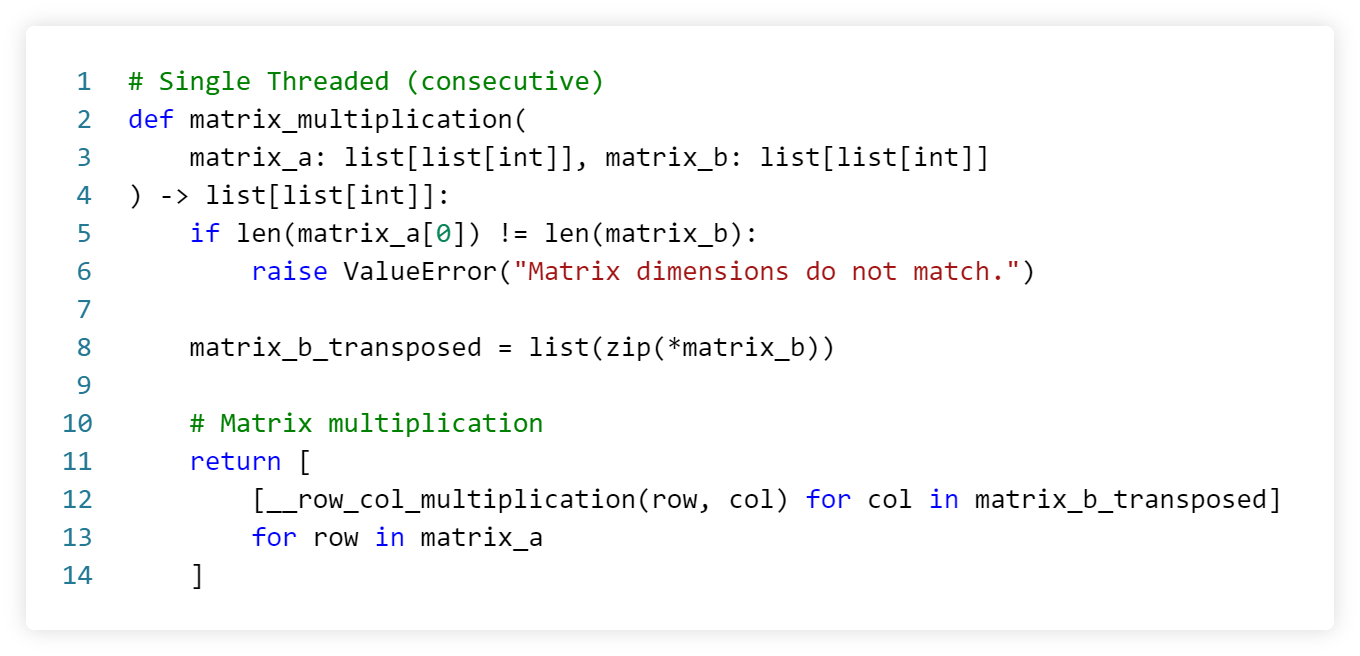 1 # Single Threaded (consecutive)
2 def matrix_multiplication(
3     matrix_a: list[list[int]], matrix_b: list[list[int]]
4 ) -> list[list[int]]:
5     if len(matrix_a[0]) != len(matrix_b):
6         raise ValueError("Matrix dimensions do not match.")
7
8     matrix_b_transposed = list(zip(*matrix_b))
9
10     # Matrix multiplication
11     return [
12         [__row_col_multiplication(row, col) for col in matrix_b_transposed]
13         for row in matrix_a
14     ]